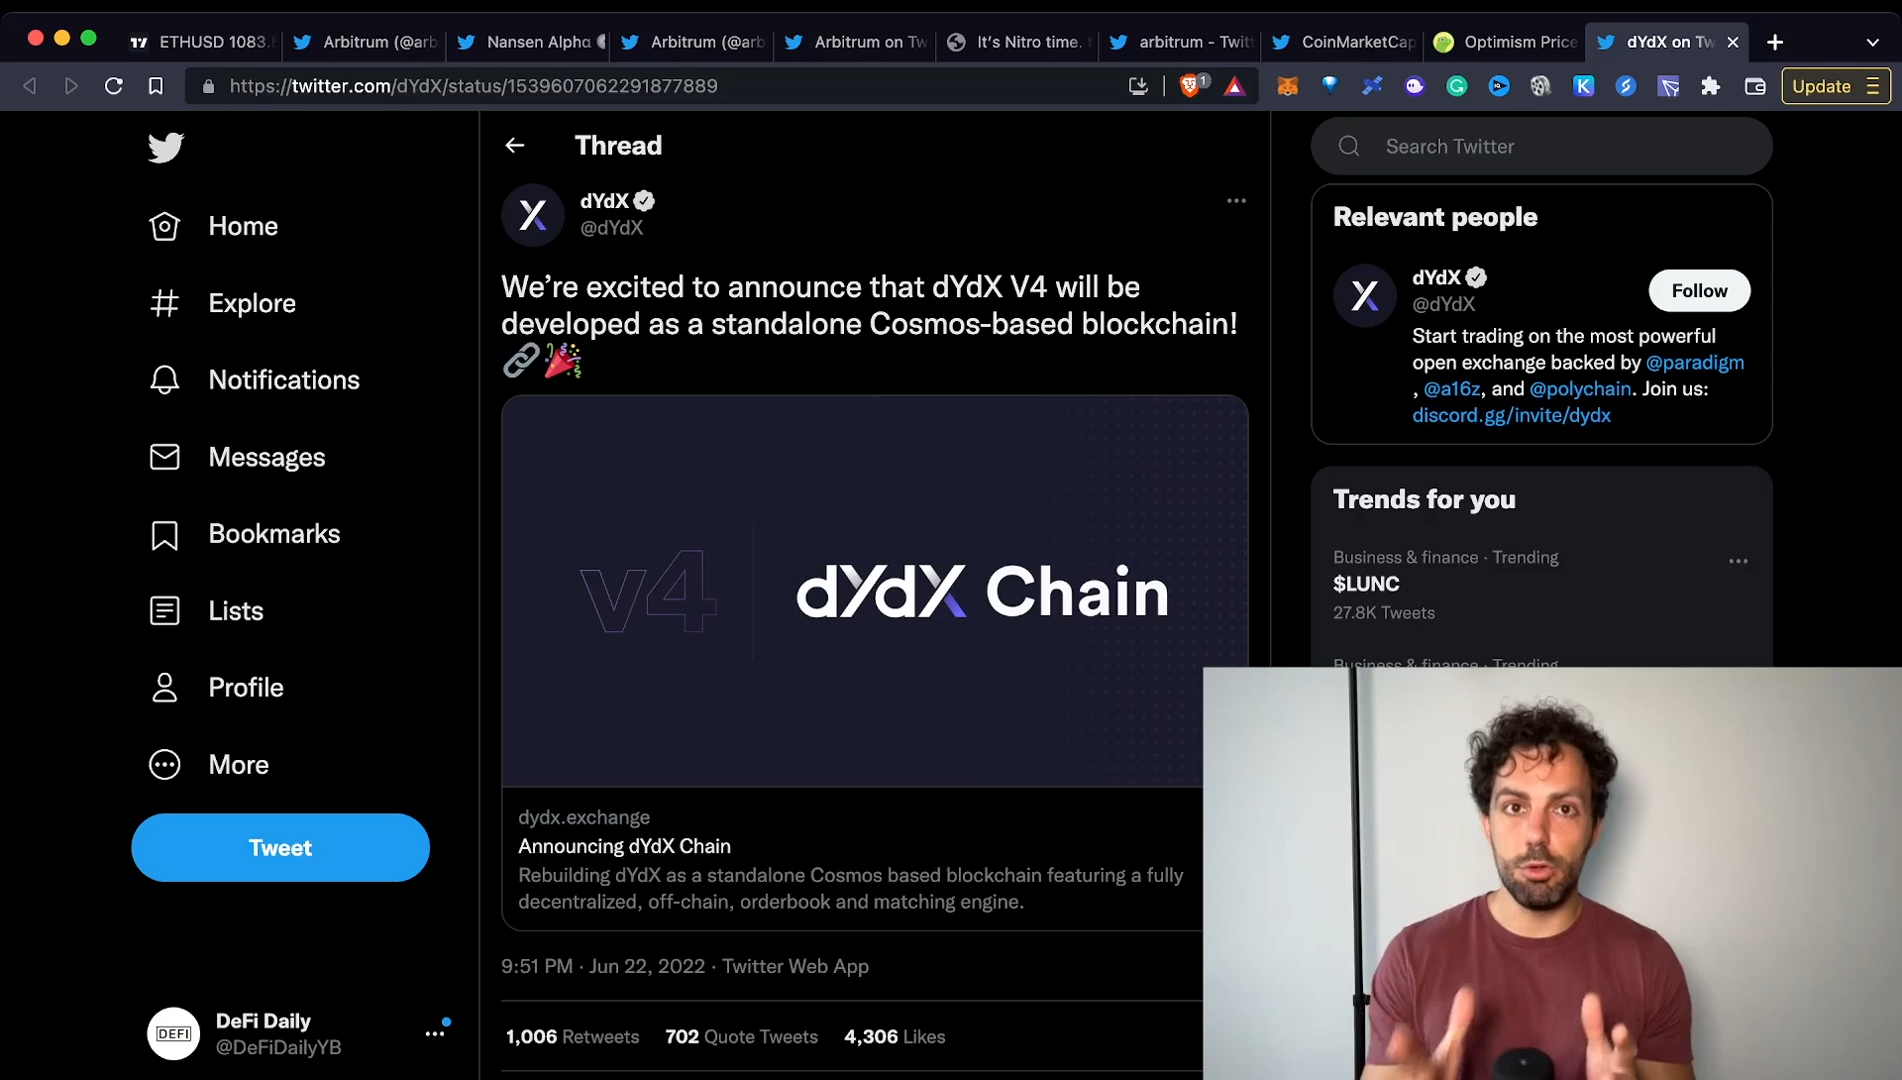 ETHUSD 1083.
Arbitrum (@arb
Nansen Alpha
Arbitrum (@arb
Arbitrum on Tw
It's Nitro time.
arbitrum - Twitt
CoinMarketCap
Optimism Price
dYdX on Tw
https://twitter.com/dYdX/status/1539607062291877889
1
Update
Thread
Search Twitter
dYdX
@dYdX
Relevant people
Home
We're excited to announce that dYdX V4 will be
developed as a standalone Cosmos-based blockchain!
dYdX
@dYdX
Follow
Start trading on the most powerful
open exchange backed by @paradigm
, @a16z, and @polychain. Join us:
discord.gg/invite/dydx
Explore
Notifications
Messages
Bookmarks
Lists
Profile
More
Tweet
v4
dYdX Chain
Trends for you
Business & finance · Trending
$LUNC
27.8K Tweets
Business & finance · Trending
dydx.exchange
Announcing dYdX Chain
Rebuilding dYdX as a standalone Cosmos based blockchain featuring a fully
decentralized, off-chain, orderbook and matching engine.
9:51 PM · Jun 22, 2022 · Twitter Web App
1,006 Retweets 702 Quote Tweets 4,306 Likes
DEFI
DeFi Daily
@DeFiDailyYB